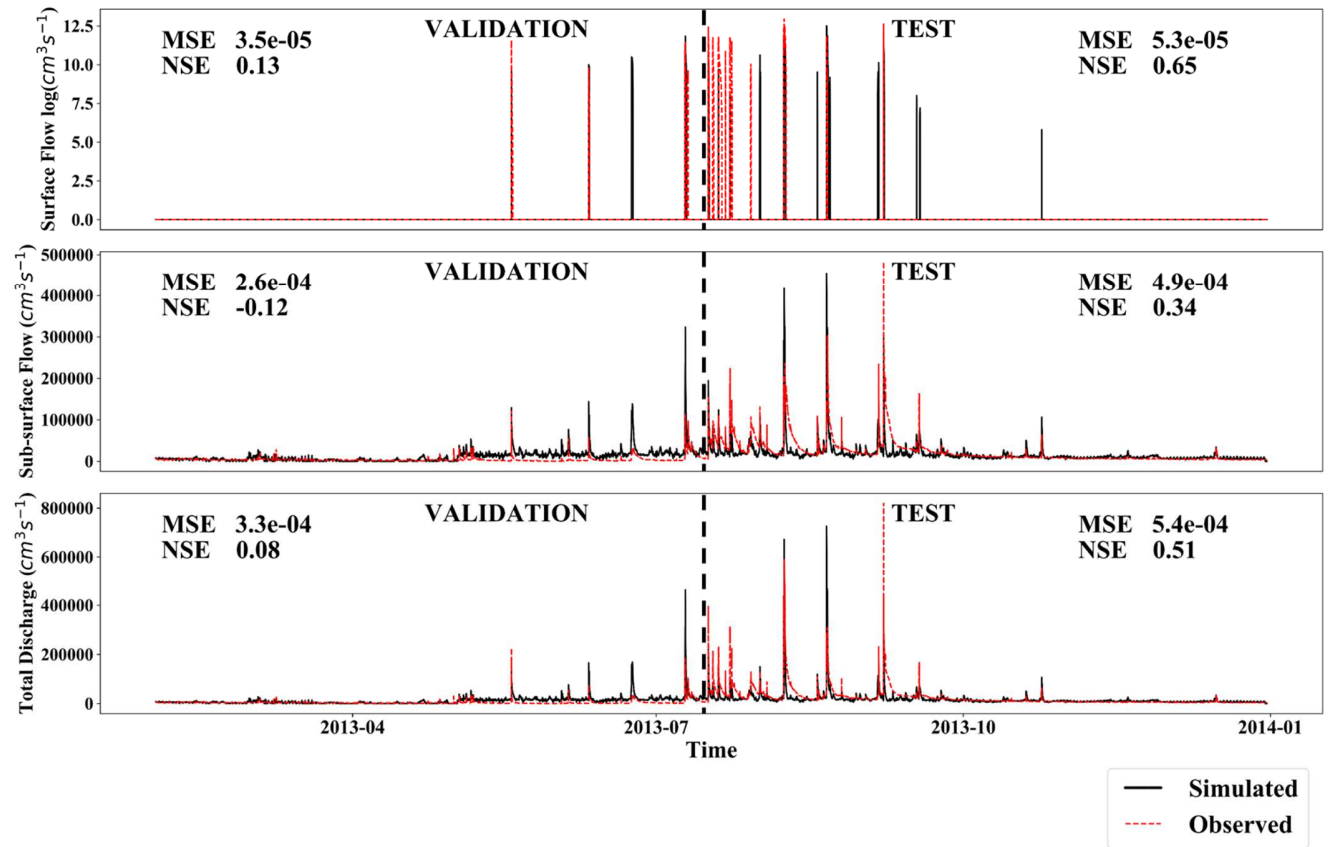 VALIDATION
TEST
MSE 3.5e-05
NSE 0.13
MSE 5.3e-05
NSE 0.65
Surface Flow log(cm³s⁻¹)
12.5
10.0
7.5
5.0
2.5
0.0
VALIDATION
TEST
MSE 2.6e-04
NSE -0.12
MSE 4.9e-04
NSE 0.34
Sub-surface Flow (cm³s⁻¹)
500000
400000
300000
200000
100000
0
VALIDATION
TEST
MSE 3.3e-04
NSE 0.08
MSE 5.4e-04
NSE 0.51
Total Discharge (cm³s⁻¹)
800000
600000
400000
200000
0
2013-04 2013-07 2013-10 2014-01
Time
Simulated
Observed